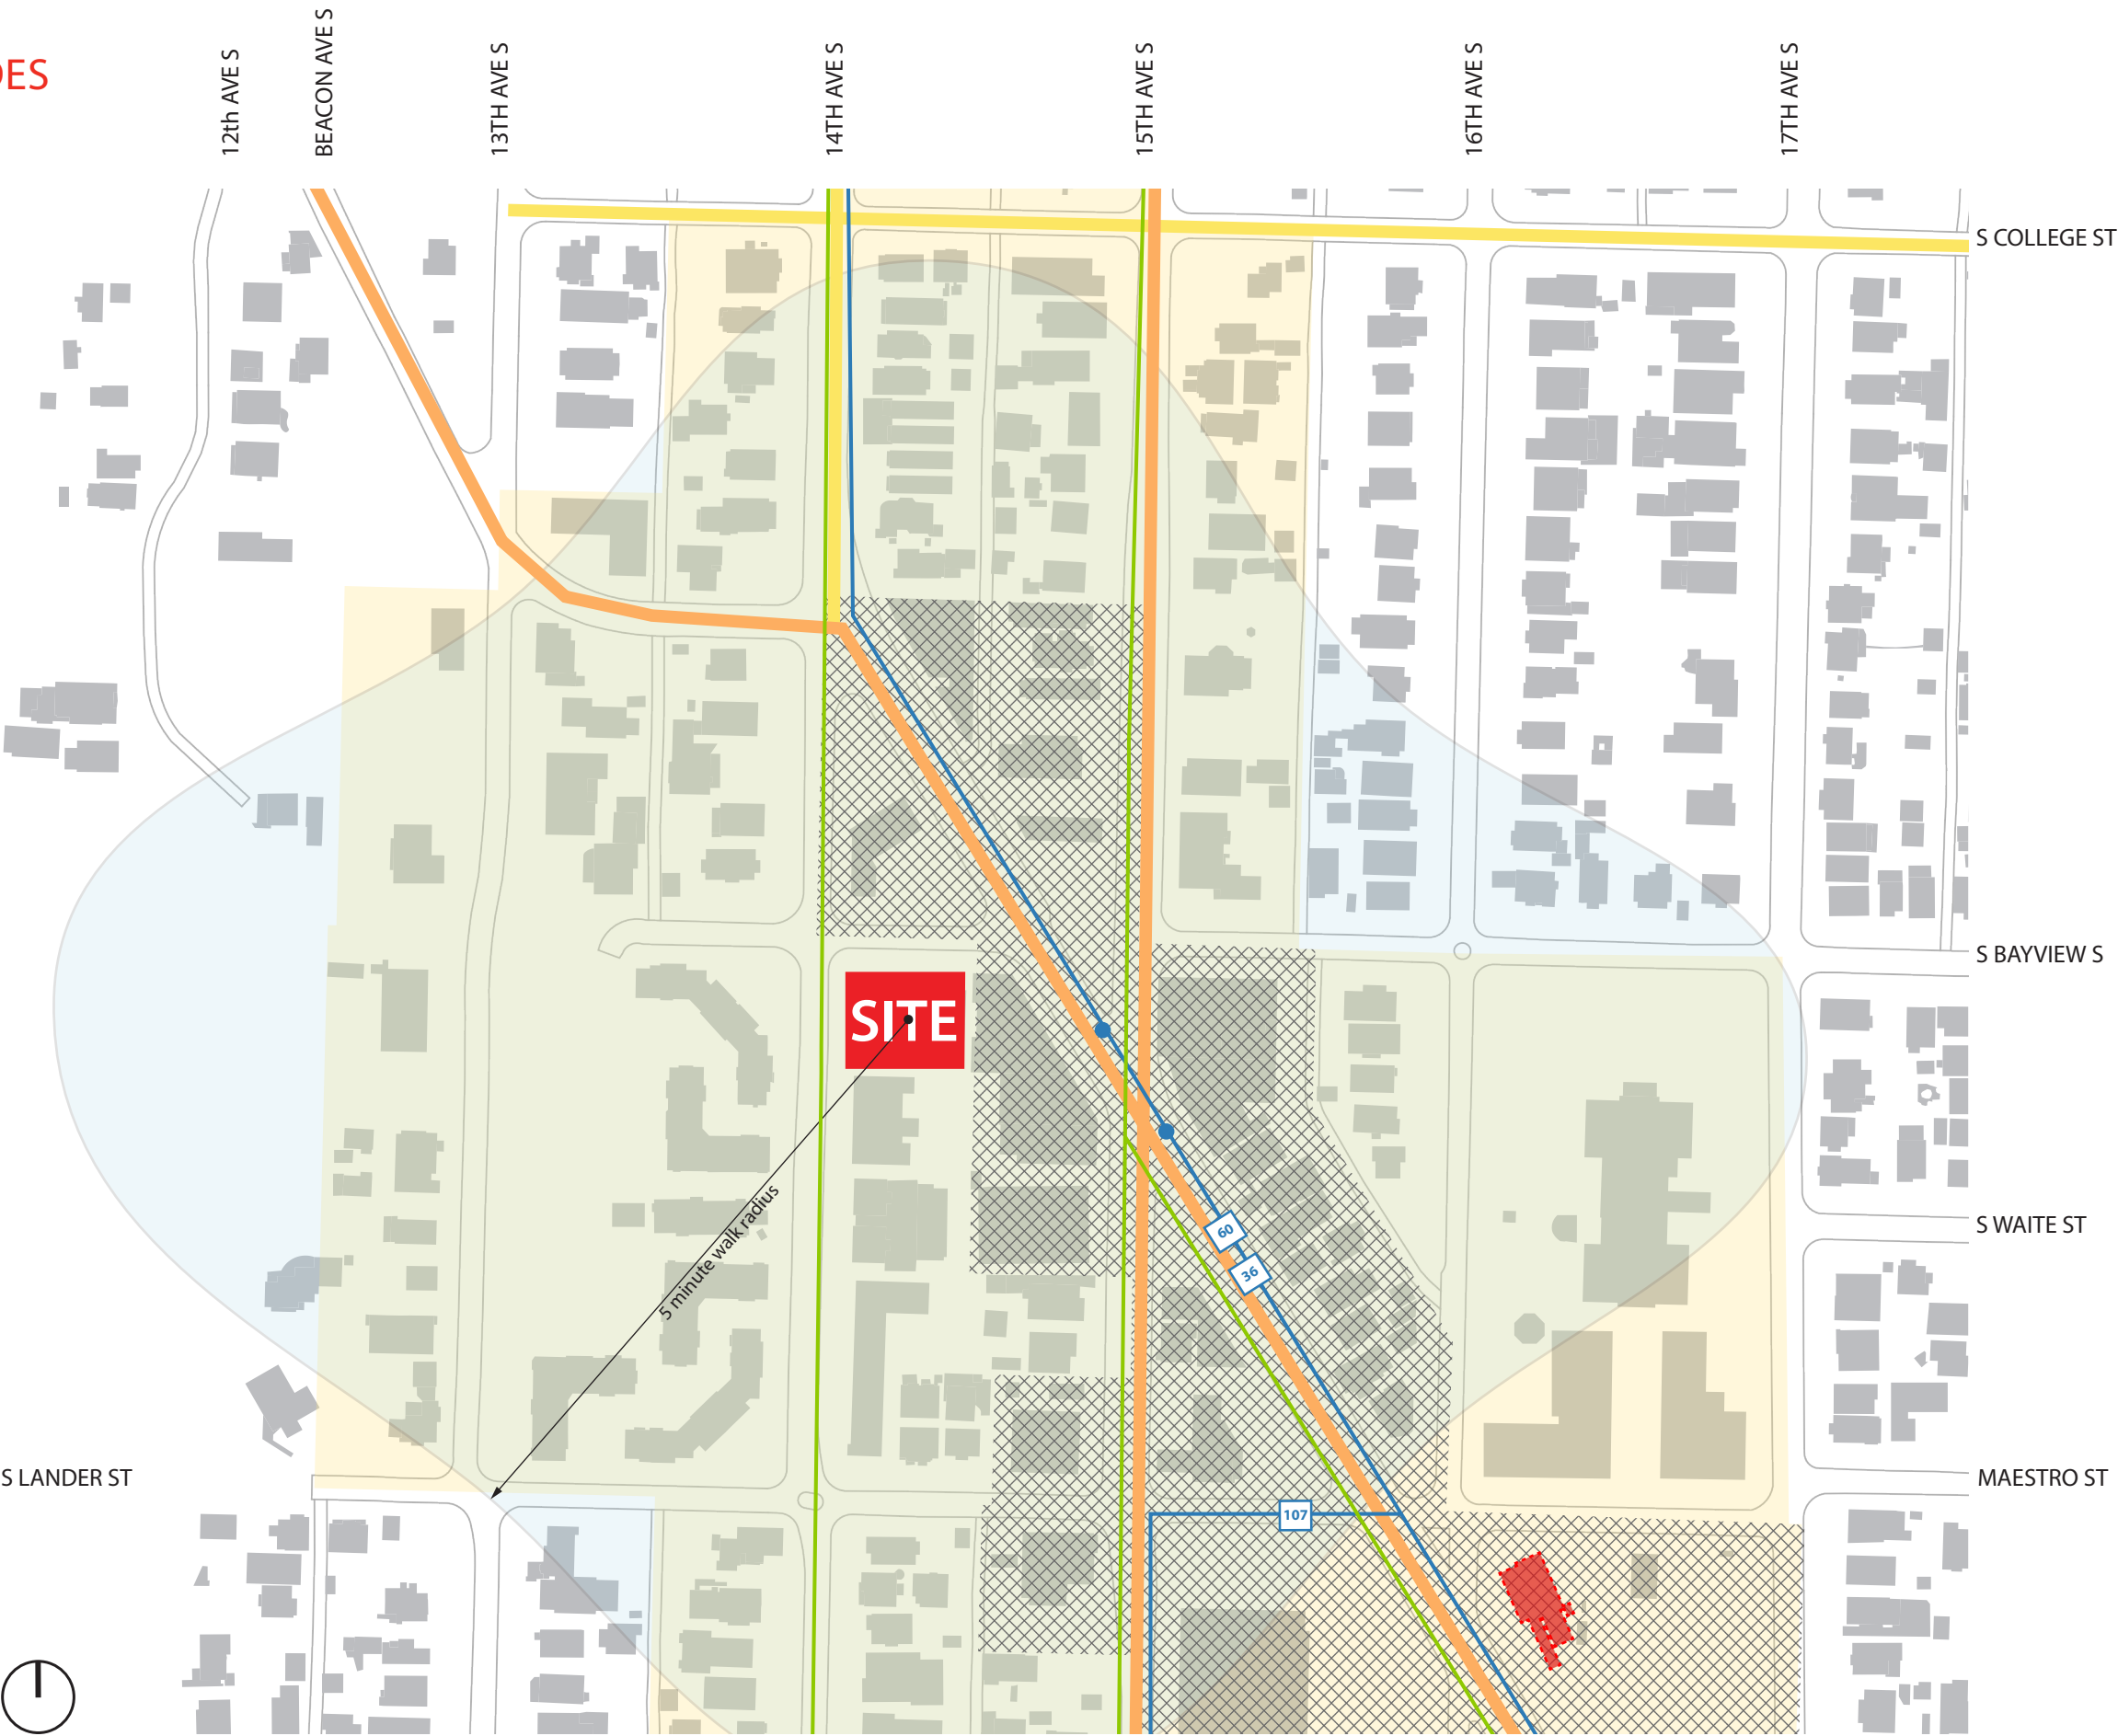 DES
12th AVE S
BEACON AVE S
13TH AVE S
14TH AVE S
15TH AVE S
16TH AVE S
17TH AVE S
S COLLEGE ST
S BAYVIEW S
SITE
5 minute walk radius
60
36
S WAITE ST
S LANDER ST
MAESTRO ST
107